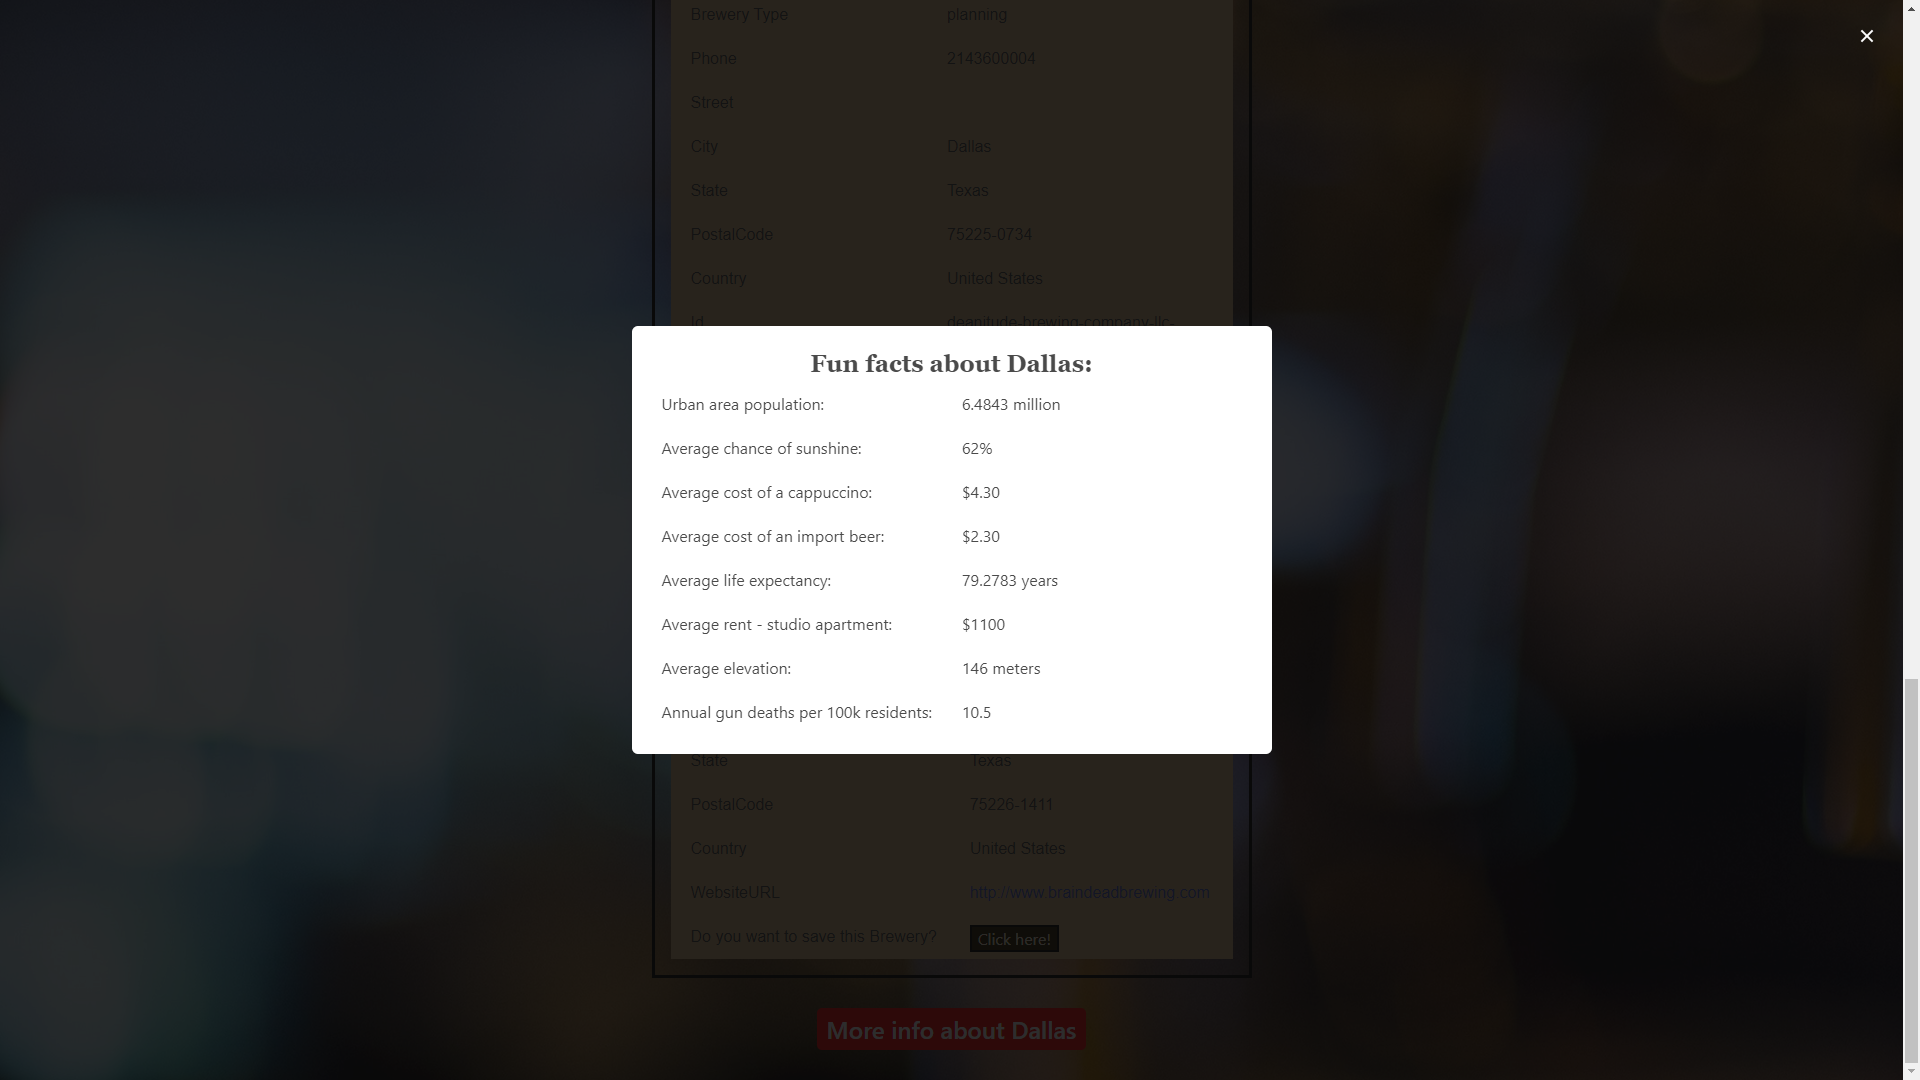 Brewery Type planning
Phone 2143600004
Street
City Dallas
State Texas
PostalCode 75225-0734
Country United States
Id deanitude-brewing-company-llc-
Fun facts about Dallas:
Urban area population: 6.4843 million
Average chance of sunshine: 62%
Average cost of a cappuccino: $4.30
Average cost of an import beer: $2.30
Average life expectancy: 79.2783 years
Average rent - studio apartment: $1100
Average elevation: 146 meters
Annual gun deaths per 100k residents: 10.5
State Texas
PostalCode 75226-1411
Country United States
WebsiteURL http://www.braindeadbrewing.com
Do you want to save this Brewery? Click here!
More info about Dallas